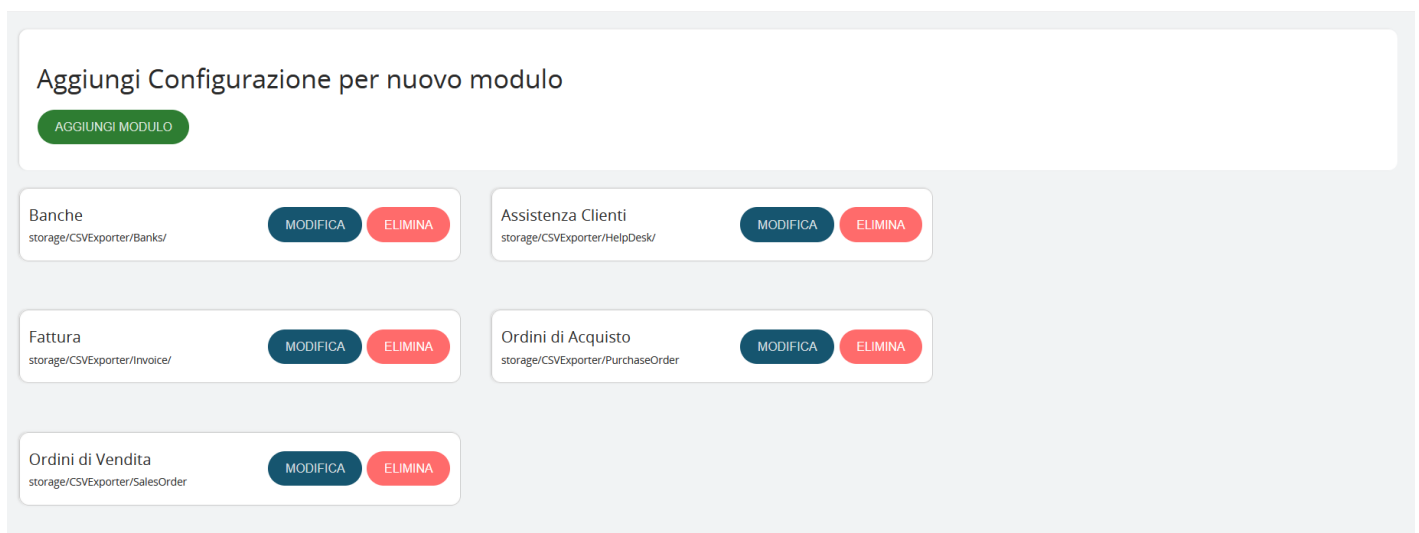 Aggiungi Configurazione per nuovo modulo
AGGIUNGI MODULO
Banche
storage/CSVExporter/Banks/
MODIFICA
ELIMINA
Assistenza Clienti
storage/CSVExporter/HelpDesk/
MODIFICA
ELIMINA
Fattura
storage/CSVExporter/Invoice/
MODIFICA
ELIMINA
Ordini di Acquisto
storage/CSVExporter/PurchaseOrder
MODIFICA
ELIMINA
Ordini di Vendita
storage/CSVExporter/SalesOrder
MODIFICA
ELIMINA